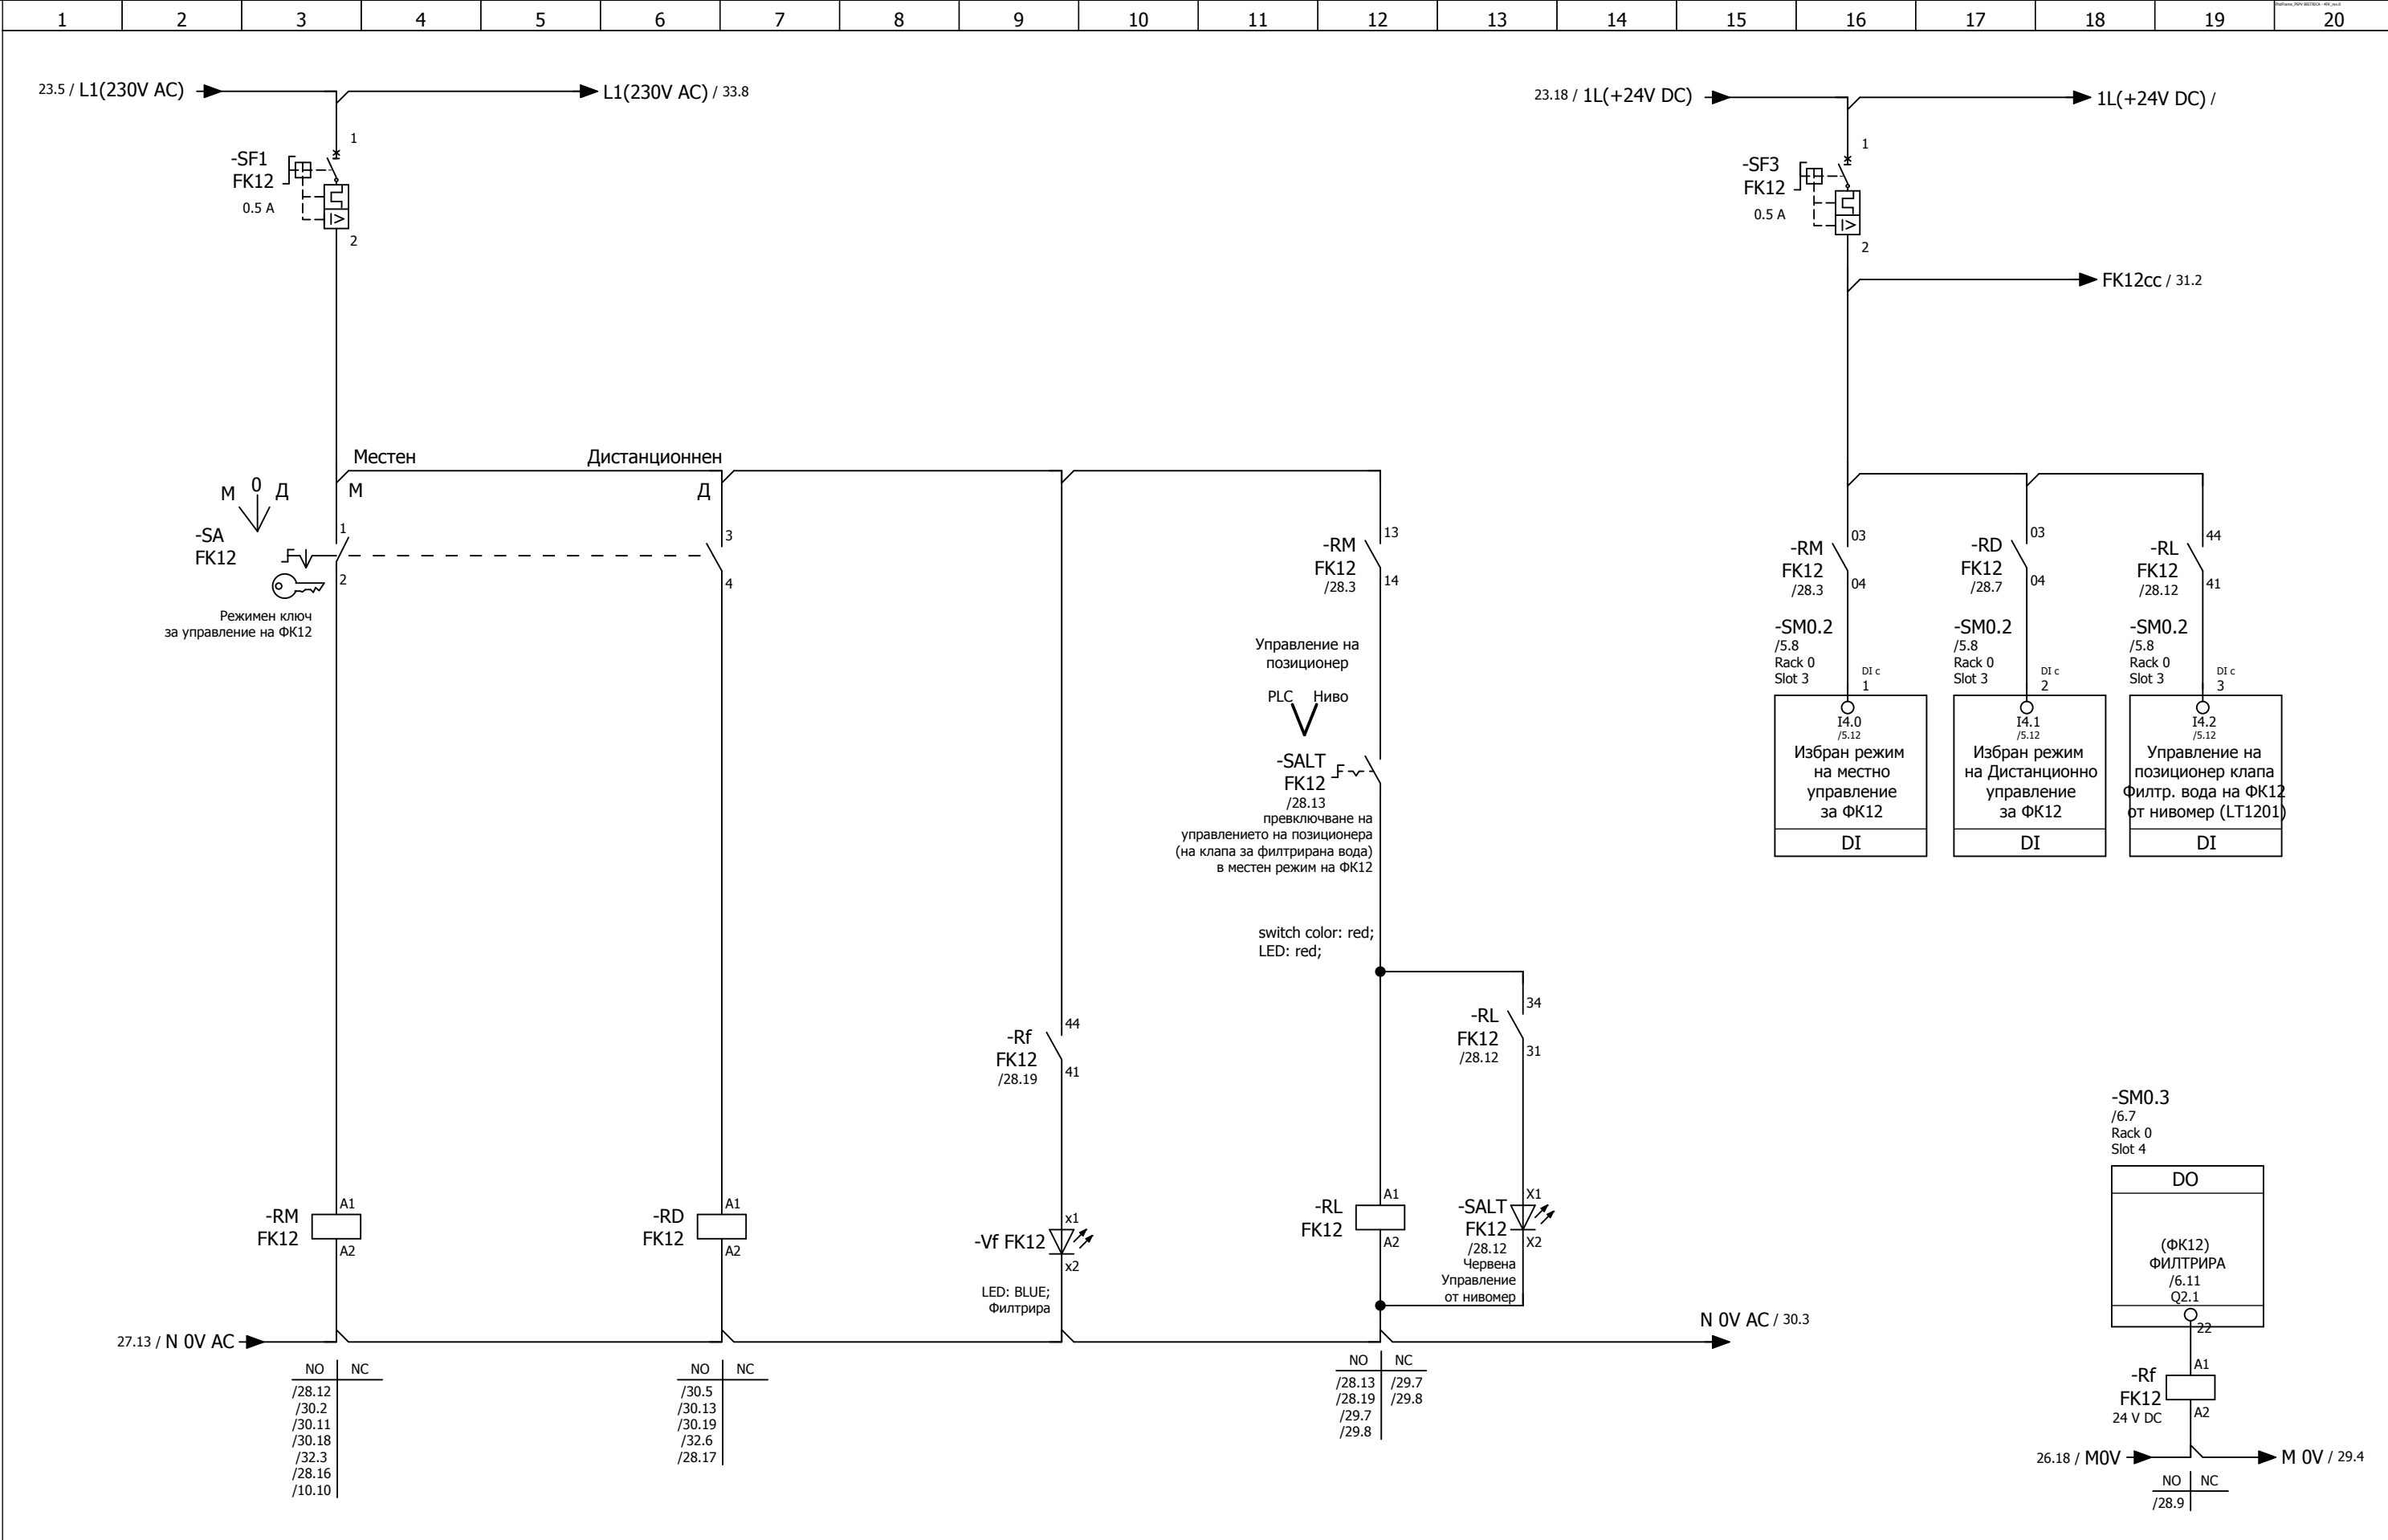 1 2 3 4 5 6 7 8 9 10 11 12 13 14 15 16 17 18 19 20
23.5 / L1(230V AC)
L1(230V AC) / 33.8
23.18 / 1L(+24V DC)
1L(+24V DC) /
1
-SF1
FK12
0.5 A
2
1
-SF3
FK12
0.5 A
2
FK12cc / 31.2
Местен
Дистанционнен
М 0 Д
М
Д
-SA
FK12
1
2
3
4
Режимен ключ
за управление на ФК12
-RM
FK12
/28.3
13
14
Управление на
позиционер
PLC Ниво
-SALT
FK12
/28.13
превключване на
управлението на позиционера
(на клапа за филтрирана вода)
в местен режим на ФК12
switch color: red;
LED: red;
-RM
FK12
/28.3
03
04
-RD
FK12
/28.7
03
04
-RL
FK12
/28.12
44
41
-SM0.2
/5.8
Rack 0
Slot 3
DI c
1
-SM0.2
/5.8
Rack 0
Slot 3
DI c
2
-SM0.2
/5.8
Rack 0
Slot 3
DI c
3
I4.0
/5.12
Избран режим
на местно
управление
за ФК12
DI
I4.1
/5.12
Избран режим
на Дистанционно
управление
за ФК12
DI
I4.2
/5.12
Управление на
позиционер клапа
Филтр. вода на ФК12
от нивомер (LT1201)
DI
-Rf
FK12
/28.19
44
41
-RL
FK12
/28.12
34
31
-RM
FK12
A1
A2
-RD
FK12
A1
A2
-Vf FK12
x1
x2
LED: BLUE;
Филтрира
-RL
FK12
A1
A2
-SALT
FK12
/28.12
X1
X2
Червена
Управление
от нивомер
27.13 / N 0V AC
N 0V AC / 30.3
NO NC
/28.12
/30.2
/30.11
/30.18
/32.3
/28.16
/10.10
NO NC
/30.5
/30.13
/30.19
/32.6
/28.17
NO NC
/28.13 /29.7
/28.19 /29.8
/29.7
/29.8
-SM0.3
/6.7
Rack 0
Slot 4
DO
(ФК12)
ФИЛТРИРА
/6.11
Q2.1
22
-Rf
FK12
24 V DC
A1
A2
26.18 / M0V
M 0V / 29.4
NO NC
/28.9